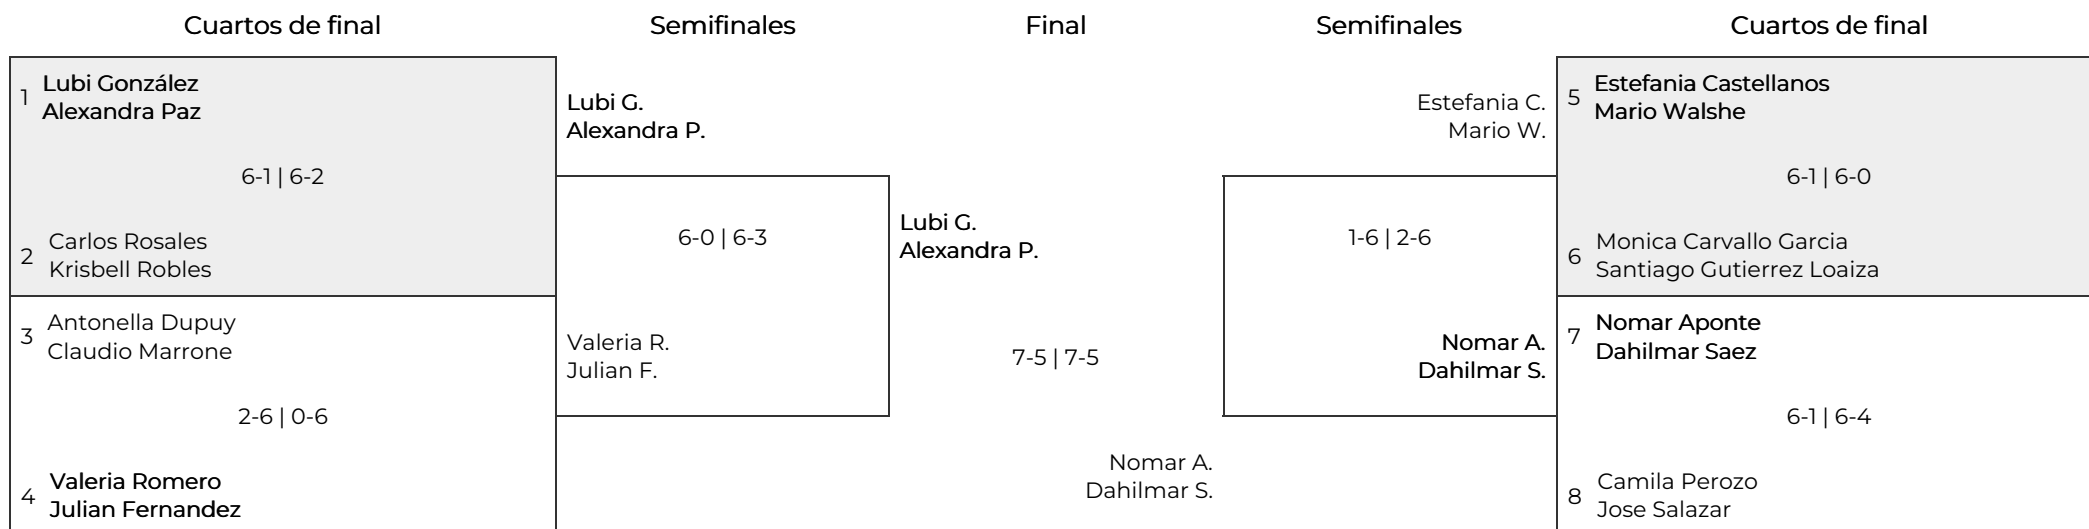 Cuartos de final
Semifinales
Final
Semifinales
Cuartos de final
1
Lubi González
Alexandra Paz
6-1 | 6-2
2
Carlos Rosales
Krisbell Robles
3
Antonella Dupuy
Claudio Marrone
2-6 | 0-6
4
Valeria Romero
Julian Fernandez
Lubi G.
Alexandra P.
6-0 | 6-3
Valeria R.
Julian F.
Lubi G.
Alexandra P.
7-5 | 7-5
Nomar A.
Dahilmar S.
Estefania C.
Mario W.
1-6 | 2-6
Nomar A.
Dahilmar S.
5
Estefania Castellanos
Mario Walshe
6-1 | 6-0
6
Monica Carvallo Garcia
Santiago Gutierrez Loaiza
7
Nomar Aponte
Dahilmar Saez
6-1 | 6-4
8
Camila Perozo
Jose Salazar